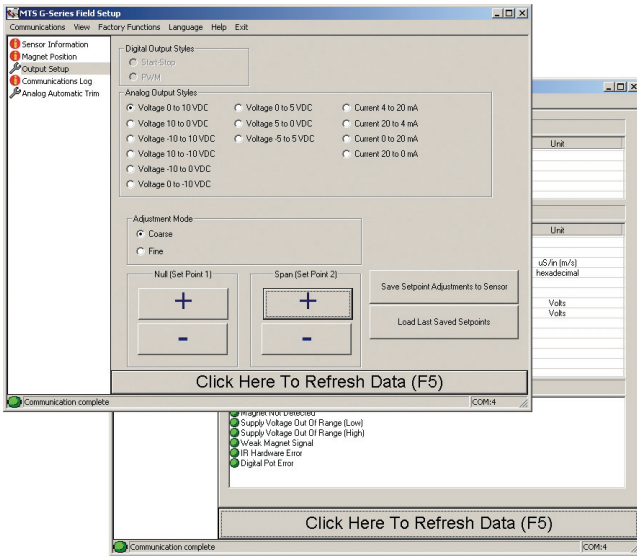 MTS G-Series Field Setup
Communications View Factory Functions Language Help Exit
Sensor Information
Magnet Position
Output Setup
Communications Log
Analog Automatic Trim
Digital Output Styles
Start-Stop
PWM
Analog Output Styles
Voltage 0 to 10 VDC
Voltage 10 to 0 VDC
Voltage -10 to 10 VDC
Voltage 10 to -10 VDC
Voltage -10 to 0 VDC
Voltage 0 to -10 VDC
Voltage 0 to 5 VDC
Voltage 5 to 0 VDC
Voltage -5 to 5 VDC
Current 4 to 20 mA
Current 20 to 4 mA
Current 0 to 20 mA
Current 20 to 0 mA
Adjustment Mode
Coarse
Fine
Null (Set Point 1)
+
-
Span (Set Point 2)
+
-
Save Setpoint Adjustments to Sensor
Load Last Saved Setpoints
Click Here To Refresh Data (F5)
Communication complete
COM:4
Unit
Unit
uS/in (m/s)
hexadecimal
Volts
Volts
Magnet Not Detected
Supply Voltage Out Of Range (Low)
Supply Voltage Out Of Range (High)
Weak Magnet Signal
IR Hardware Error
Digital Pot Error
Click Here To Refresh Data (F5)
Communication complete
COM:4